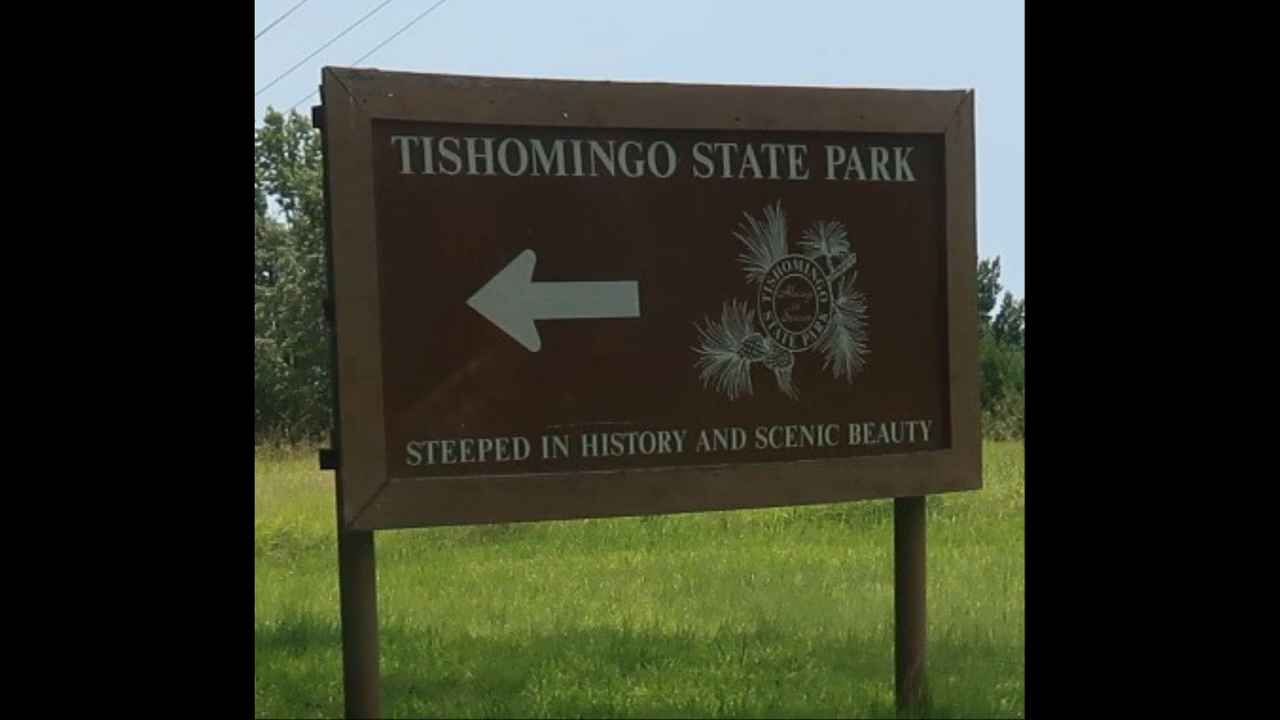 TISHOMINGO STATE PARK
TISHOMINGO
STATE PARK
STEEPED IN HISTORY AND SCENIC BEAUTY